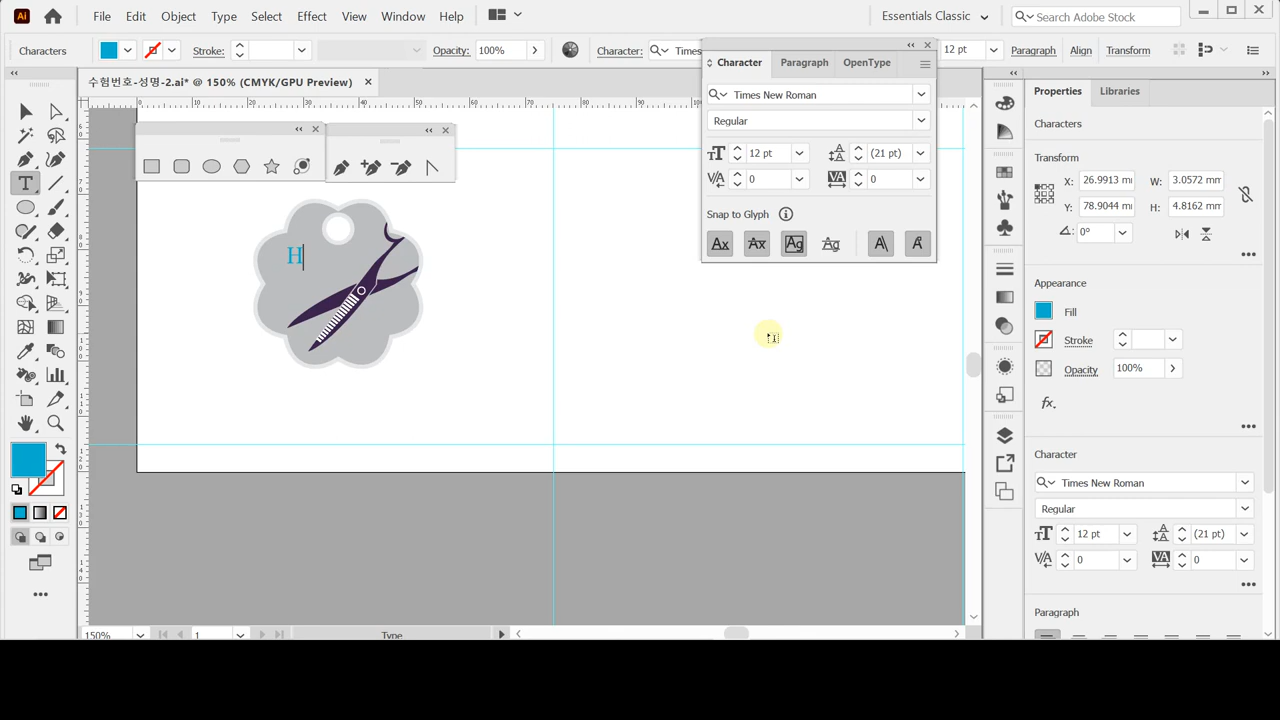 Ai File Edit Object Type Select Effect View Window Help Essentials Classic Search Adobe Stock
Characters Stroke: Opacity: 100% Character: Times 12 pt Paragraph Align Transform
수험번호-성명-2.ai* @ 150% (CMYK/GPU Preview)
Character Paragraph OpenType
Times New Roman
Regular
12 pt (21 pt)
0 0
Snap to Glyph
H
Properties Libraries
Characters
Transform
X: 26.9913 mm W: 3.0572 mm
Y: 78.9044 mm H: 4.8162 mm
0°
Appearance
Fill
Stroke
Opacity 100%
fx.
Character
Times New Roman
Regular
12 pt (21 pt)
0 0
Paragraph
150% 1 Type